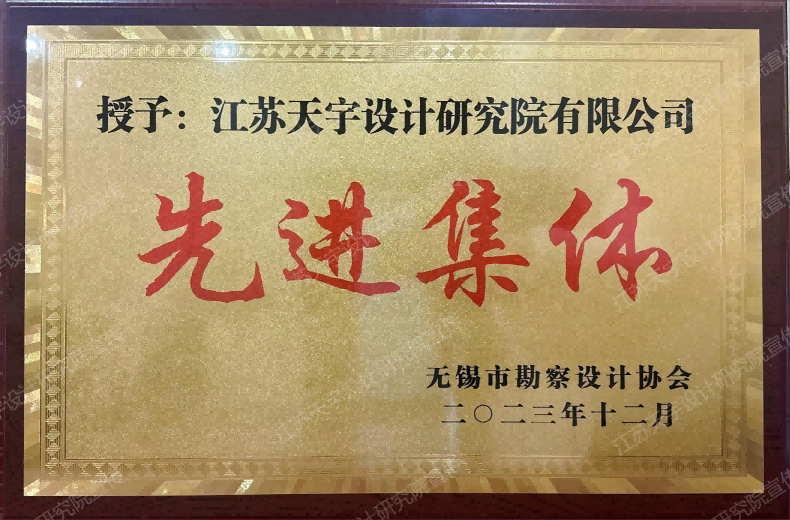 授予：江苏天宇设计研究院有限公司
先进集体
无锡市勘察设计协会
二〇二三年十二月